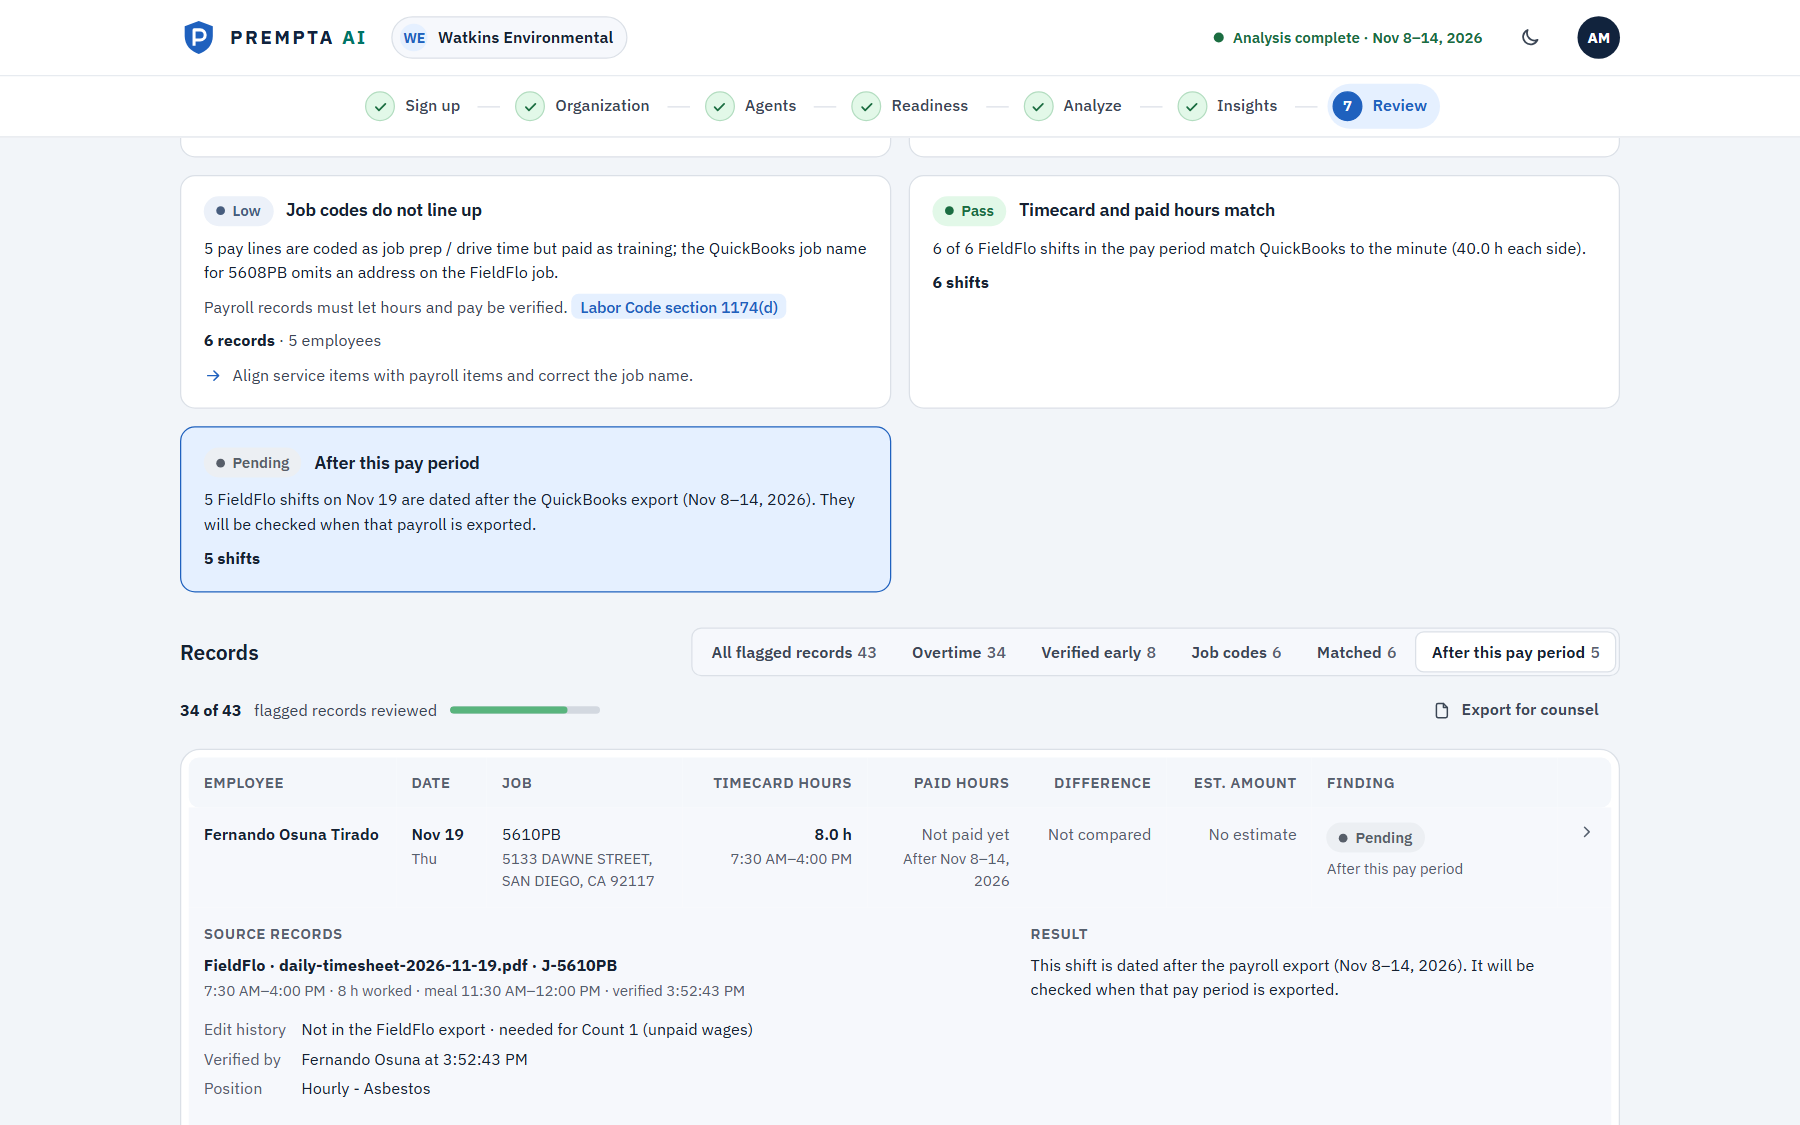 PREMPTA AI
WE Watkins Environmental
Analysis complete · Nov 8–14, 2026
AM
Sign up
Organization
Agents
Readiness
Analyze
Insights
7 Review
Low Job codes do not line up
5 pay lines are coded as job prep / drive time but paid as training; the QuickBooks job name
for 5608PB omits an address on the FieldFlo job.
Payroll records must let hours and pay be verified. Labor Code section 1174(d)
6 records · 5 employees
→ Align service items with payroll items and correct the job name.
Pass Timecard and paid hours match
6 of 6 FieldFlo shifts in the pay period match QuickBooks to the minute (40.0 h each side).
6 shifts
Pending After this pay period
5 FieldFlo shifts on Nov 19 are dated after the QuickBooks export (Nov 8–14, 2026). They
will be checked when that payroll is exported.
5 shifts
Records
All flagged records 43
Overtime 34
Verified early 8
Job codes 6
Matched 6
After this pay period 5
34 of 43 flagged records reviewed
Export for counsel
EMPLOYEE DATE JOB TIMECARD HOURS PAID HOURS DIFFERENCE EST. AMOUNT FINDING
Fernando Osuna Tirado Nov 19 5610PB 8.0 h Not paid yet Not compared No estimate Pending
Thu 5133 DAWNE STREET, 7:30 AM–4:00 PM After Nov 8–14, After this pay period
SAN DIEGO, CA 92117 2026
SOURCE RECORDS
FieldFlo · daily-timesheet-2026-11-19.pdf · J-5610PB
7:30 AM–4:00 PM · 8 h worked · meal 11:30 AM–12:00 PM · verified 3:52:43 PM
Edit history Not in the FieldFlo export · needed for Count 1 (unpaid wages)
Verified by Fernando Osuna at 3:52:43 PM
Position Hourly - Asbestos
RESULT
This shift is dated after the payroll export (Nov 8–14, 2026). It will be
checked when that pay period is exported.